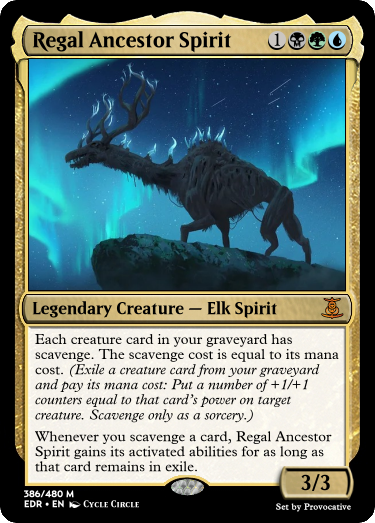 Regal Ancestor Spirit 1
Legendary Creature — Elk Spirit
Each creature card in your graveyard has
scavenge. The scavenge cost is equal to its mana
cost. (Exile a creature card from your graveyard
and pay its mana cost: Put a number of +1/+1
counters equal to that card's power on target
creature. Scavenge only as a sorcery.)
Whenever you scavenge a card, Regal Ancestor
Spirit gains its activated abilities for as long as
that card remains in exile.
3/3
386/480 M
EDR • EN Cycle Circle
Set by Provocative